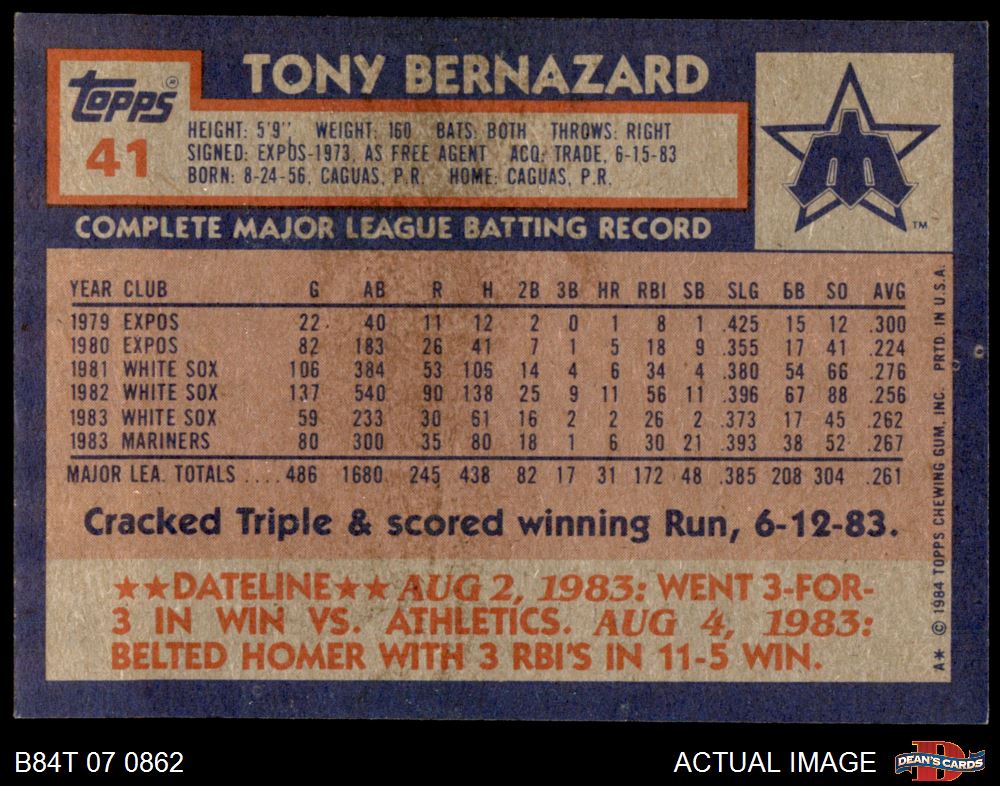 TONY BERNAZARD
Topps ®
41
HEIGHT: 5'9" WEIGHT: 160 BATS: BOTH THROWS: RIGHT
SIGNED: EXPOS-1973, AS FREE AGENT ACQ: TRADE, 6-15-83
BORN: 8-24-56, CAGUAS, P.R. HOME: CAGUAS, P.R.
TM
COMPLETE MAJOR LEAGUE BATTING RECORD
YEAR CLUB G AB R H 2B 3B HR RBI SB SLG BB SO AVG
1979 EXPOS 22 40 11 12 2 0 1 8 1 .425 15 12 .300
1980 EXPOS 82 183 26 41 7 1 5 18 9 .355 17 41 .224
1981 WHITE SOX 106 384 53 106 14 4 6 34 4 .380 54 66 .276
1982 WHITE SOX 137 540 90 138 25 9 11 56 11 .396 67 88 .256
1983 WHITE SOX 59 233 30 61 16 2 2 26 2 .373 17 45 .262
1983 MARINERS 80 300 35 80 18 1 6 30 21 .393 38 52 .267
MAJOR LEA. TOTALS .... 486 1680 245 438 82 17 31 172 48 .385 208 304 .261
Cracked Triple & scored winning Run, 6-12-83.
★★DATELINE★★ AUG 2, 1983: WENT 3-FOR-
3 IN WIN VS. ATHLETICS. AUG 4, 1983:
BELTED HOMER WITH 3 RBI'S IN 11-5 WIN.
A* © 1984 TOPPS CHEWING GUM, INC. PRTD. IN U.S.A.
B84T 07 0862
ACTUAL IMAGE
D
DEAN'S CARDS